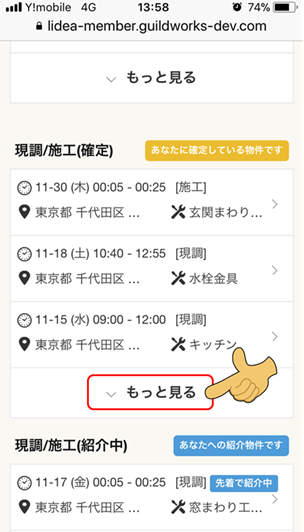 Y!mobile 4G 13:58 74%
lidea-member.guildworks-dev.com
もっと見る
現調/施工(確定) あなたに確定している物件です
11-30 (木) 00:05 - 00:25 [施工]
東京都 千代田区 ... 玄関まわり...
11-18 (土) 10:40 - 12:55 [現調]
東京都 千代田区 ... 水栓金具
11-15 (水) 09:00 - 12:00 [現調]
東京都 千代田区 ... キッチン
もっと見る
現調/施工(紹介中) あなたへの紹介物件です
11-17 (金) 00:05 - 00:25 [現調] 先着で紹介中
東京都 千代田区 ... 窓まわり工...